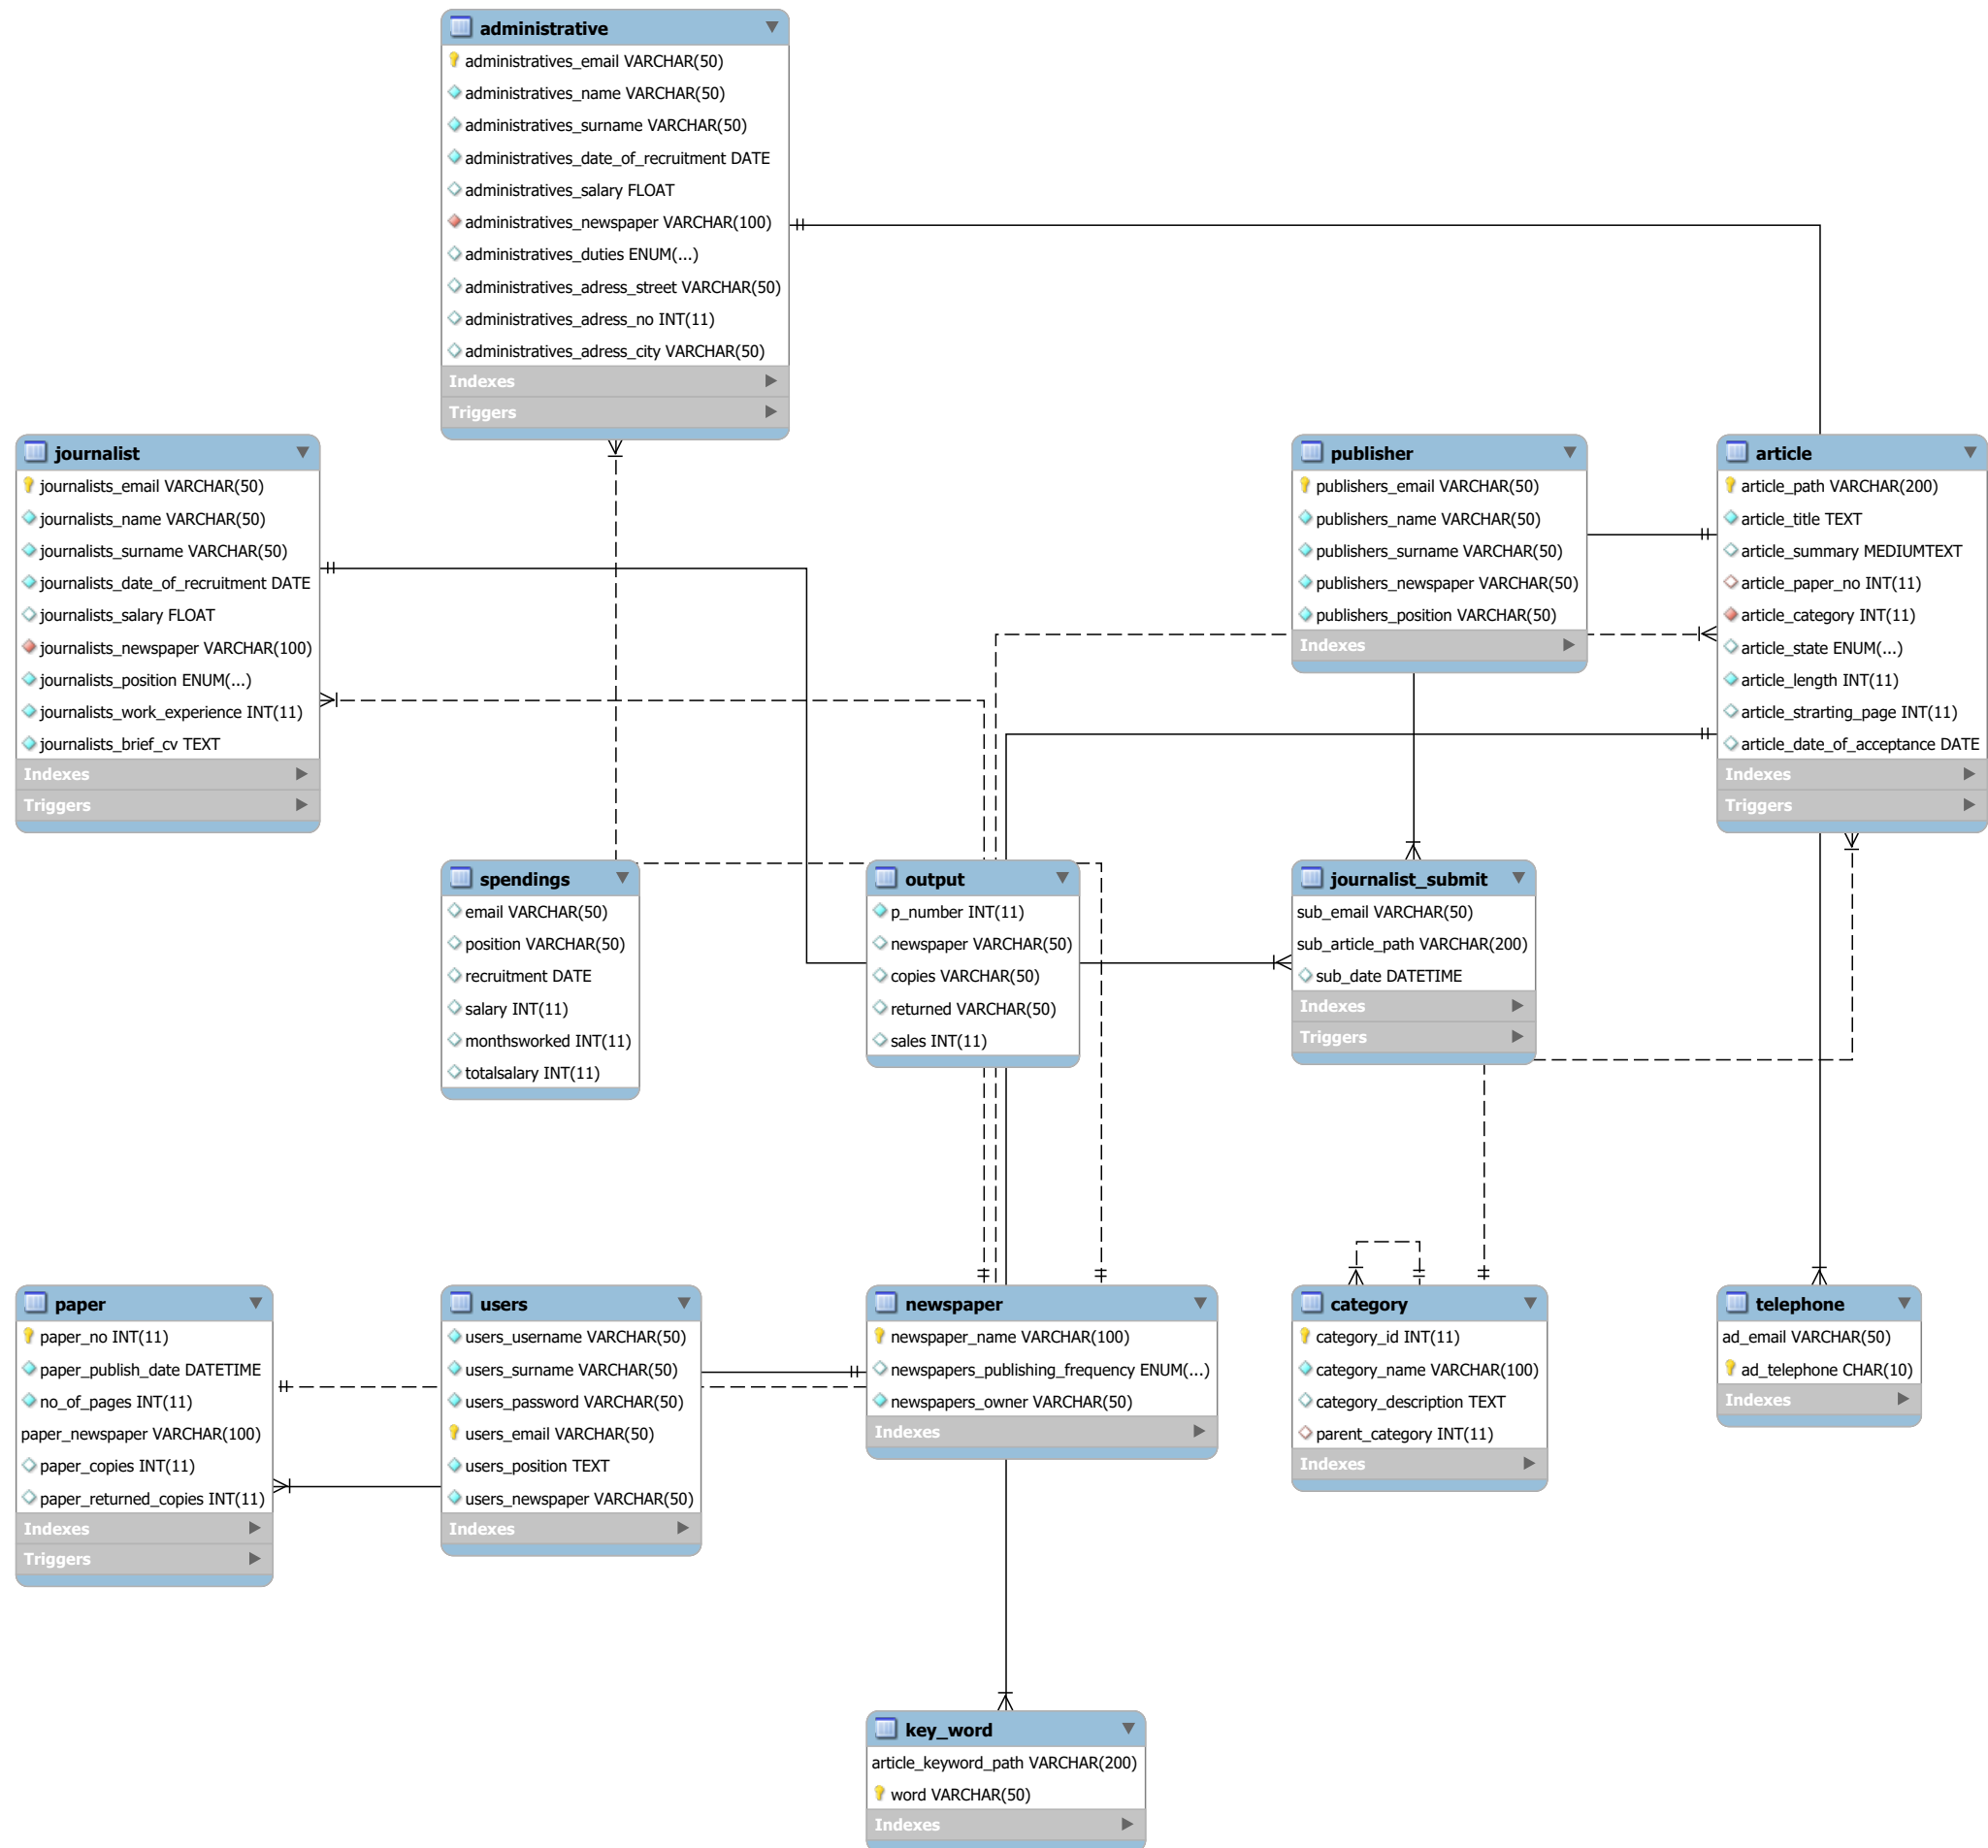 administrative
administratives_email VARCHAR(50)
administratives_name VARCHAR(50)
administratives_surname VARCHAR(50)
administratives_date_of_recruitment DATE
administratives_salary FLOAT
administratives_newspaper VARCHAR(100)
administratives_duties ENUM(...)
administratives_adress_street VARCHAR(50)
administratives_adress_no INT(11)
administratives_adress_city VARCHAR(50)
Indexes
Triggers
journalist
journalists_email VARCHAR(50)
journalists_name VARCHAR(50)
journalists_surname VARCHAR(50)
journalists_date_of_recruitment DATE
journalists_salary FLOAT
journalists_newspaper VARCHAR(100)
journalists_position ENUM(...)
journalists_work_experience INT(11)
journalists_brief_cv TEXT
Indexes
Triggers
publisher
publishers_email VARCHAR(50)
publishers_name VARCHAR(50)
publishers_surname VARCHAR(50)
publishers_newspaper VARCHAR(50)
publishers_position VARCHAR(50)
Indexes
article
article_path VARCHAR(200)
article_title TEXT
article_summary MEDIUMTEXT
article_paper_no INT(11)
article_category INT(11)
article_state ENUM(...)
article_length INT(11)
article_strarting_page INT(11)
article_date_of_acceptance DATE
Indexes
Triggers
spendings
email VARCHAR(50)
position VARCHAR(50)
recruitment DATE
salary INT(11)
monthsworked INT(11)
totalsalary INT(11)
output
p_number INT(11)
newspaper VARCHAR(50)
copies VARCHAR(50)
returned VARCHAR(50)
sales INT(11)
journalist_submit
sub_email VARCHAR(50)
sub_article_path VARCHAR(200)
sub_date DATETIME
Indexes
Triggers
paper
paper_no INT(11)
paper_publish_date DATETIME
no_of_pages INT(11)
paper_newspaper VARCHAR(100)
paper_copies INT(11)
paper_returned_copies INT(11)
Indexes
Triggers
users
users_username VARCHAR(50)
users_surname VARCHAR(50)
users_password VARCHAR(50)
users_email VARCHAR(50)
users_position TEXT
users_newspaper VARCHAR(50)
Indexes
newspaper
newspaper_name VARCHAR(100)
newspapers_publishing_frequency ENUM(...)
newspapers_owner VARCHAR(50)
Indexes
category
category_id INT(11)
category_name VARCHAR(100)
category_description TEXT
parent_category INT(11)
Indexes
telephone
ad_email VARCHAR(50)
ad_telephone CHAR(10)
Indexes
key_word
article_keyword_path VARCHAR(200)
word VARCHAR(50)
Indexes